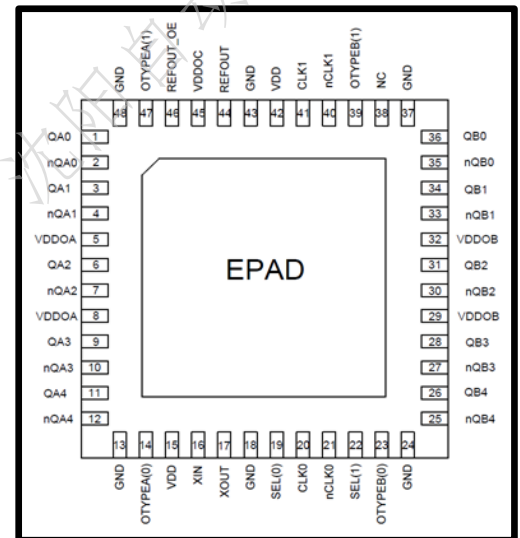 GND
OTYPEA(1)
REFOUT_OE
VDDOC
REFOUT
GND
VDD
CLK1
nCLK1
OTYPEB(1)
NC
GND
48 47 46 45 44 43 42 41 40 39 38 37
QA0 1 36 QB0
nQA0 2 35 nQB0
QA1 3 34 QB1
nQA1 4 33 nQB1
VDDOA 5 32 VDDOB
QA2 6 31 QB2
nQA2 7 30 nQB2
VDDOA 8 29 VDDOB
QA3 9 28 QB3
nQA3 10 27 nQB3
QA4 11 26 QB4
nQA4 12 25 nQB4
EPAD
13 14 15 16 17 18 19 20 21 22 23 24
GND
OTYPEA(0)
VDD
XIN
XOUT
GND
SEL(0)
CLK0
nCLK0
SEL(1)
OTYPEB(0)
GND
沈阳自